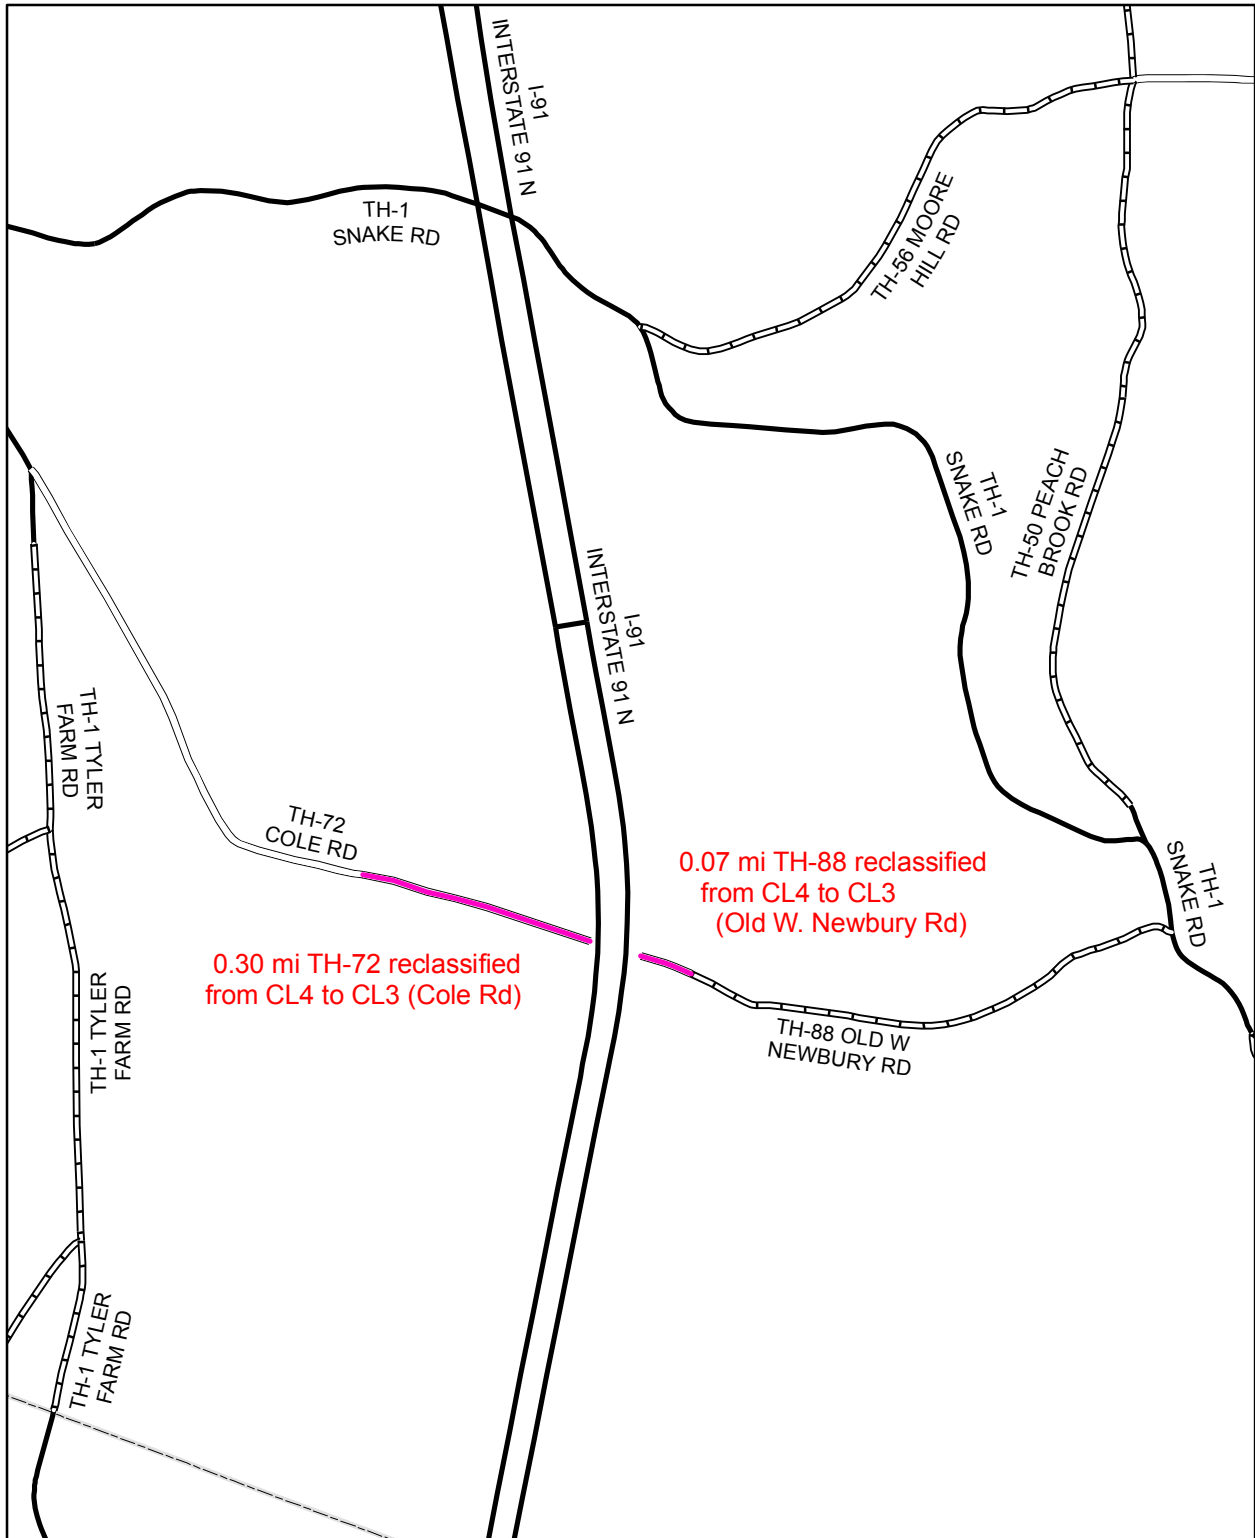 I-91
INTERSTATE 91 N
TH-1
SNAKE RD
TH-56 MOORE
HILL RD
TH-1
SNAKE RD
TH-50 PEACH
BROOK RD
I-91
INTERSTATE 91 N
TH-1 TYLER
FARM RD
TH-72
COLE RD
0.07 mi TH-88 reclassified
from CL4 to CL3
(Old W. Newbury Rd)
TH-1
SNAKE RD
0.30 mi TH-72 reclassified
from CL4 to CL3 (Cole Rd)
TH-1 TYLER
FARM RD
TH-88 OLD W
NEWBURY RD
TH-1 TYLER
FARM RD